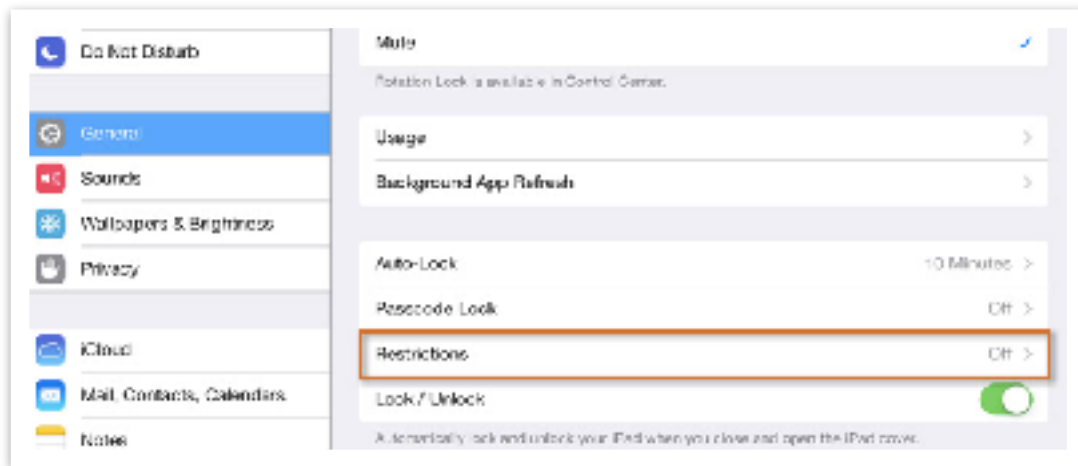 Do Not Disturb
General
Sounds
Wallpapers & Brightness
Privacy
iCloud
Mail, Contacts, Calendars
Notes
Mute
Rotation Lock is available in Control Center.
Usage
Background App Refresh
Auto-Lock 10 Minutes
Passcode Lock Off
Restrictions Off
Lock / Unlock
Automatically lock and unlock your iPad when you close and open the iPad cover.